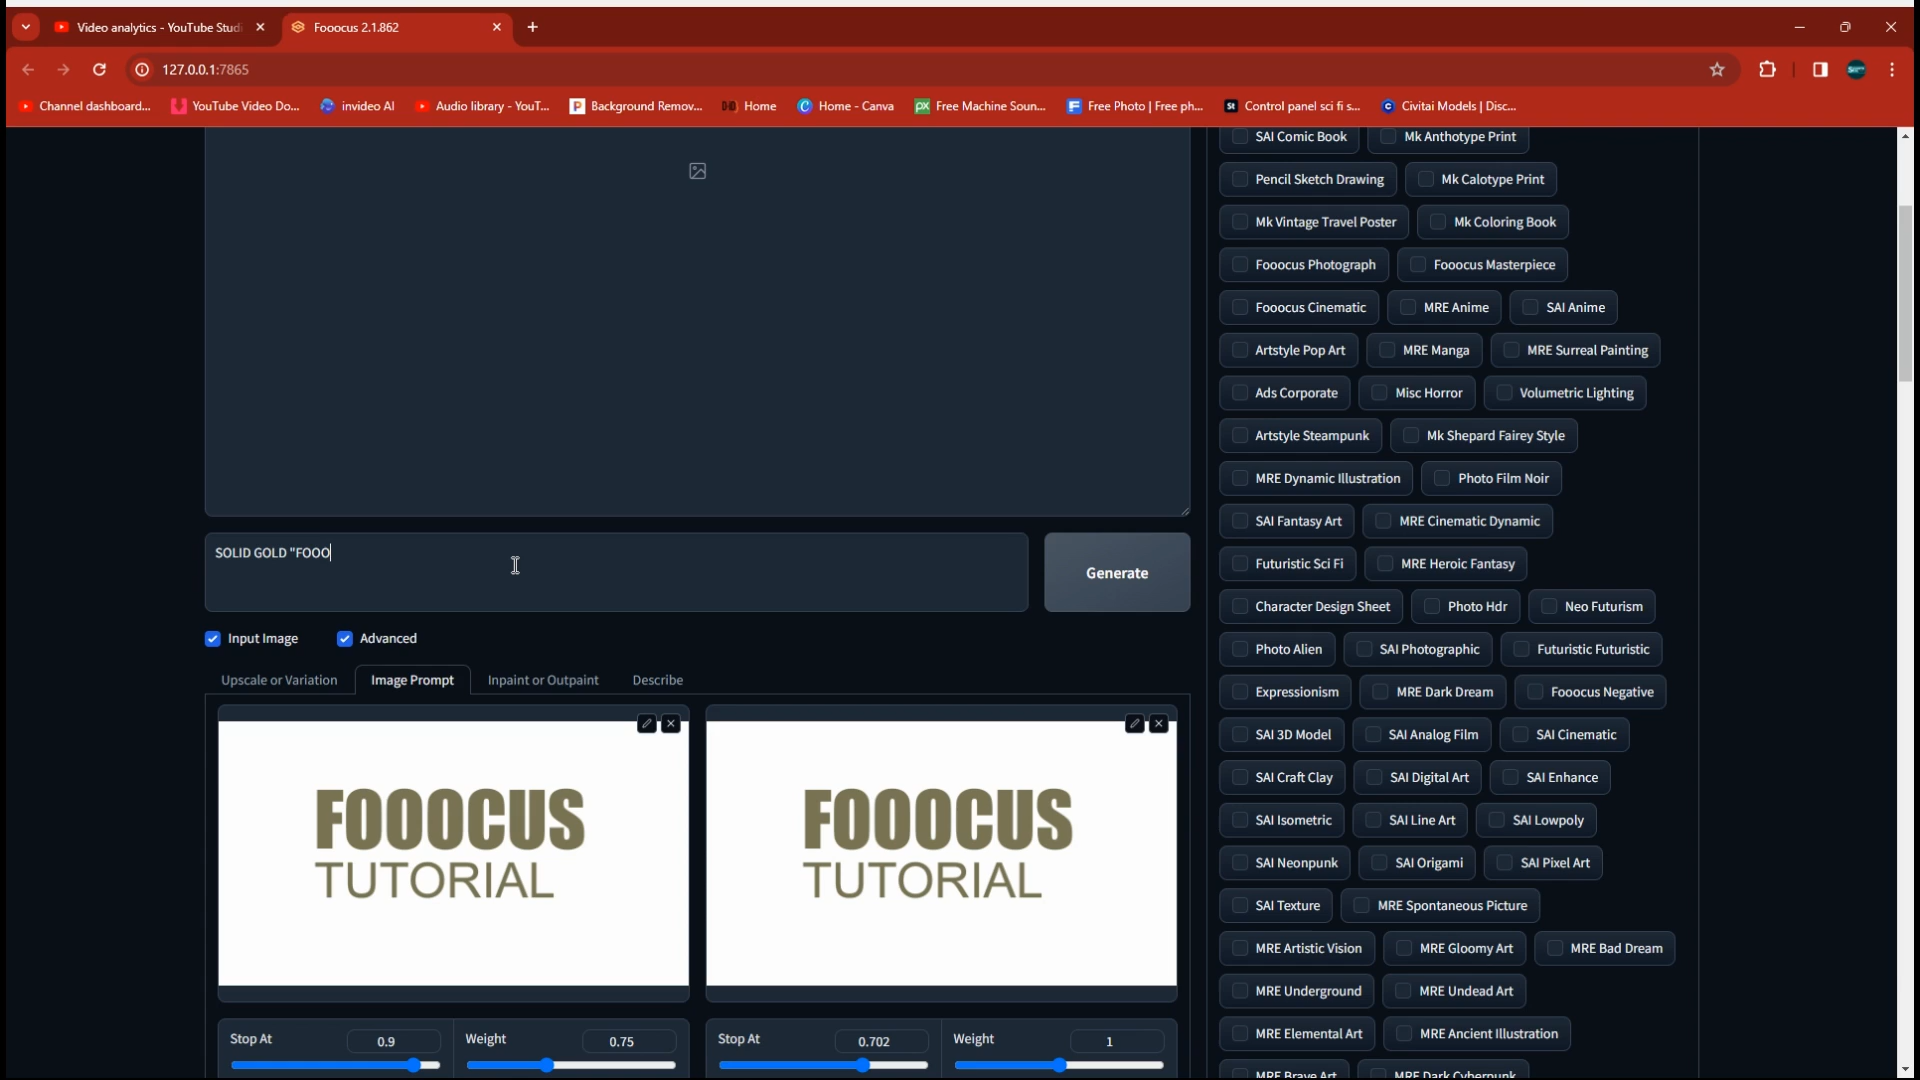 Video analytics - YouTube Studi
Fooocus 2.1.862
127.0.0.1:7865
Channel dashboard...
YouTube Video Do...
invideo AI
Audio library - YouT...
Background Remov...
Home
Home - Canva
Free Machine Soun...
Free Photo | Free ph...
Control panel sci fi s...
Civitai Models | Disc...
SOLID GOLD "FOOO
Generate
Input Image
Advanced
Upscale or Variation
Image Prompt
Inpaint or Outpaint
Describe
FOOOCUS
TUTORIAL
FOOOCUS
TUTORIAL
Stop At 0.9
Weight 0.75
Stop At 0.702
Weight 1
SAI Comic Book
Mk Anthotype Print
Pencil Sketch Drawing
Mk Calotype Print
Mk Vintage Travel Poster
Mk Coloring Book
Fooocus Photograph
Fooocus Masterpiece
Fooocus Cinematic
MRE Anime
SAI Anime
Artstyle Pop Art
MRE Manga
MRE Surreal Painting
Ads Corporate
Misc Horror
Volumetric Lighting
Artstyle Steampunk
Mk Shepard Fairey Style
MRE Dynamic Illustration
Photo Film Noir
SAI Fantasy Art
MRE Cinematic Dynamic
Futuristic Sci Fi
MRE Heroic Fantasy
Character Design Sheet
Photo Hdr
Neo Futurism
Photo Alien
SAI Photographic
Futuristic Futuristic
Expressionism
MRE Dark Dream
Fooocus Negative
SAI 3D Model
SAI Analog Film
SAI Cinematic
SAI Craft Clay
SAI Digital Art
SAI Enhance
SAI Isometric
SAI Line Art
SAI Lowpoly
SAI Neonpunk
SAI Origami
SAI Pixel Art
SAI Texture
MRE Spontaneous Picture
MRE Artistic Vision
MRE Gloomy Art
MRE Bad Dream
MRE Underground
MRE Undead Art
MRE Elemental Art
MRE Ancient Illustration
MRE Brave Art
MRE Dark Cyberpunk